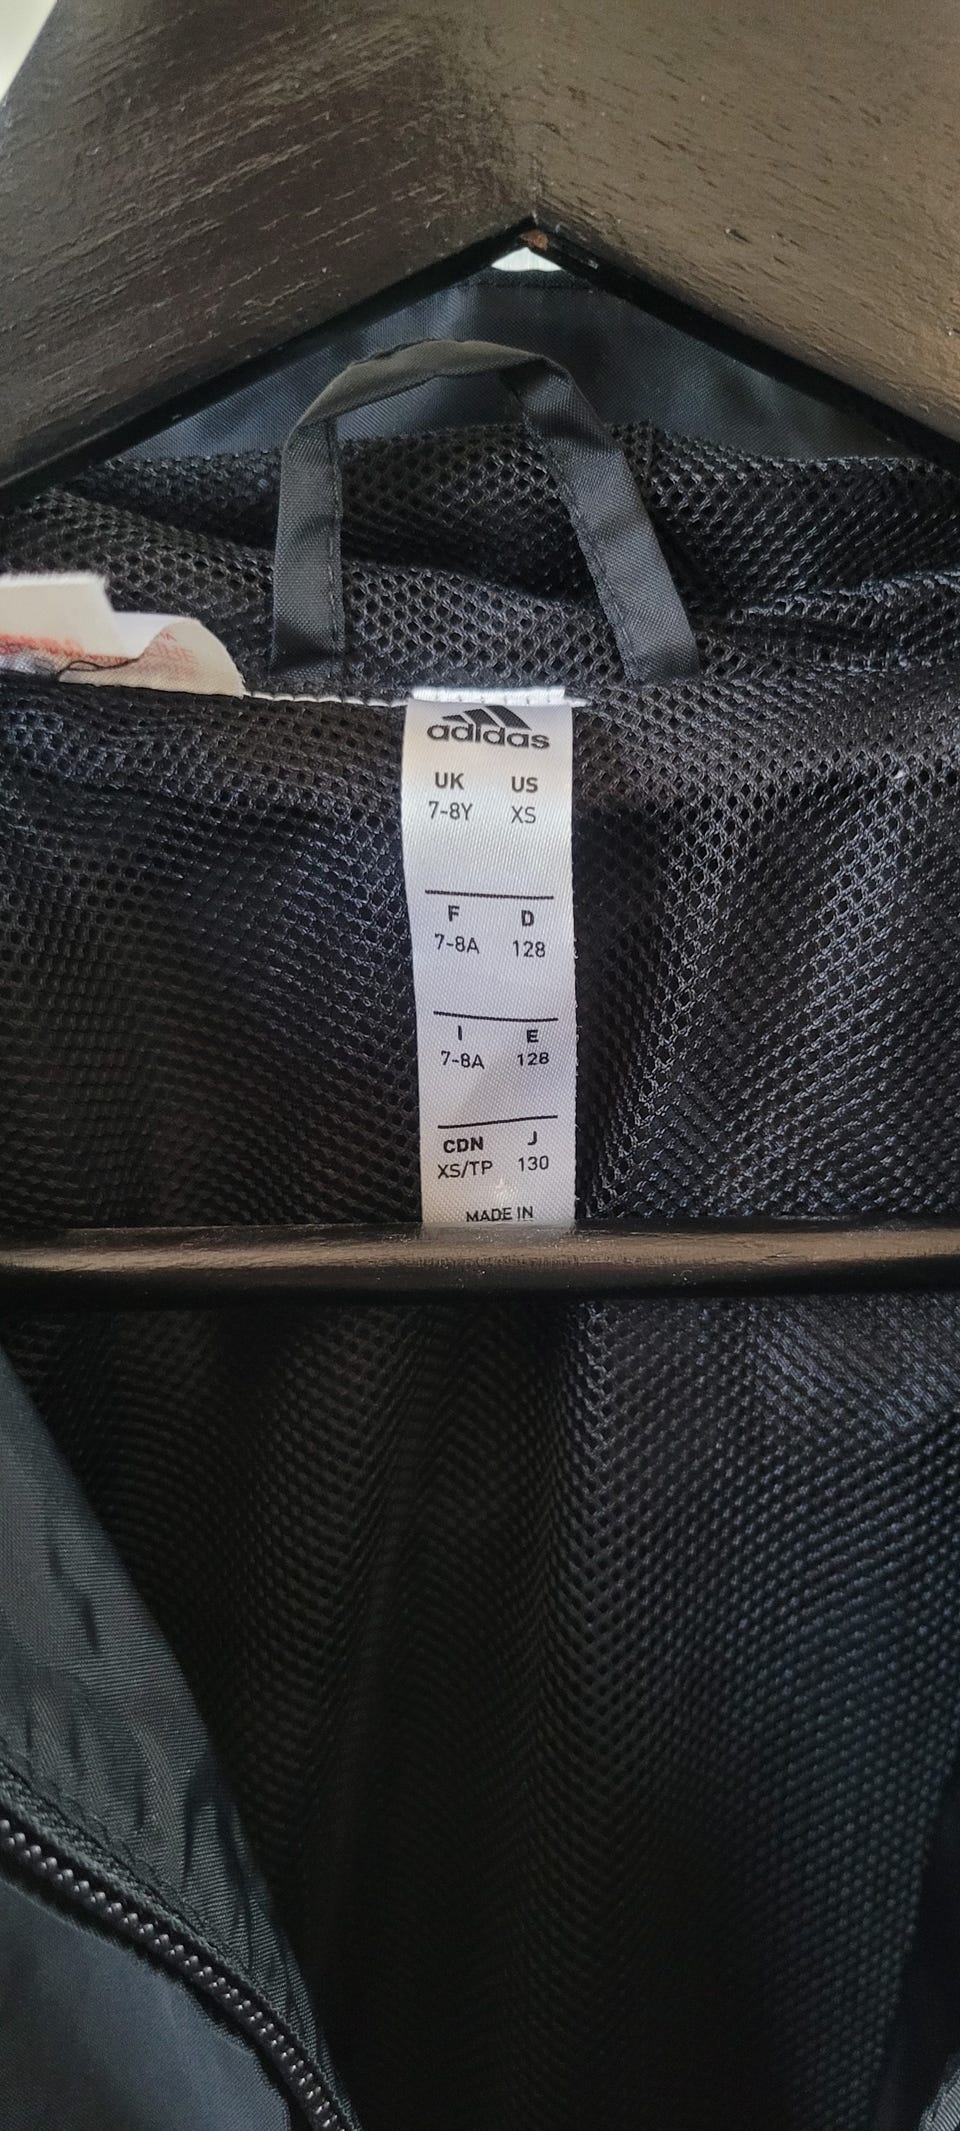 adidas
UK US
7-8Y XS
F D
7-8A 128
I E
7-8A 128
CDN J
XS/TP 130
MADE IN